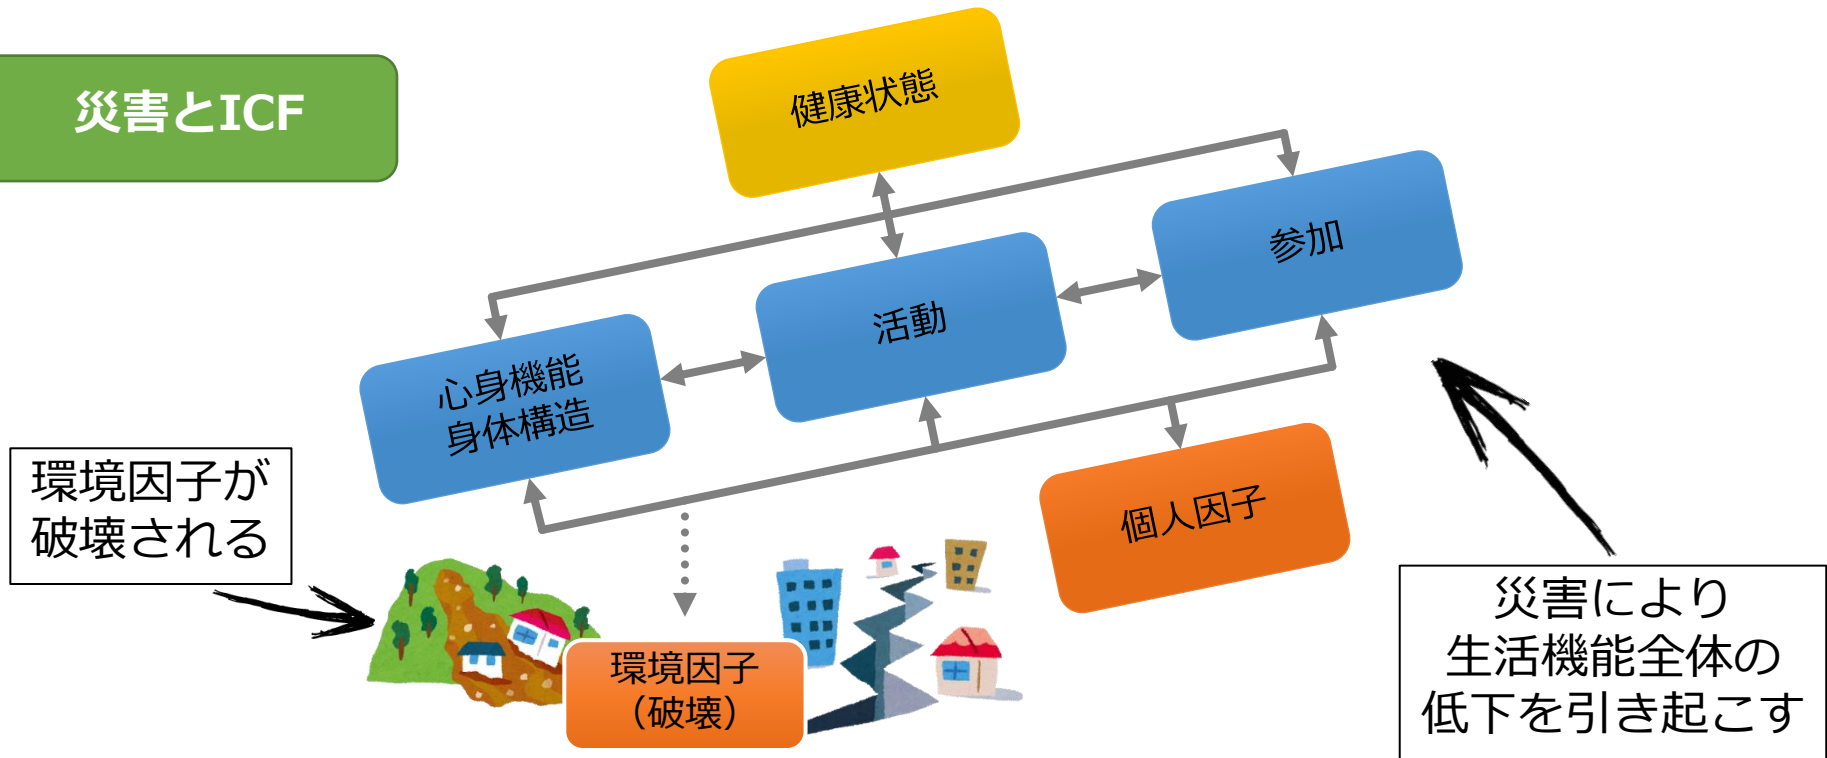 災害とICF
健康状態
参加
活動
心身機能
身体構造
環境因子が
破壊される
個人因子
環境因子
（破壊）
災害により
生活機能全体の
低下を引き起こす